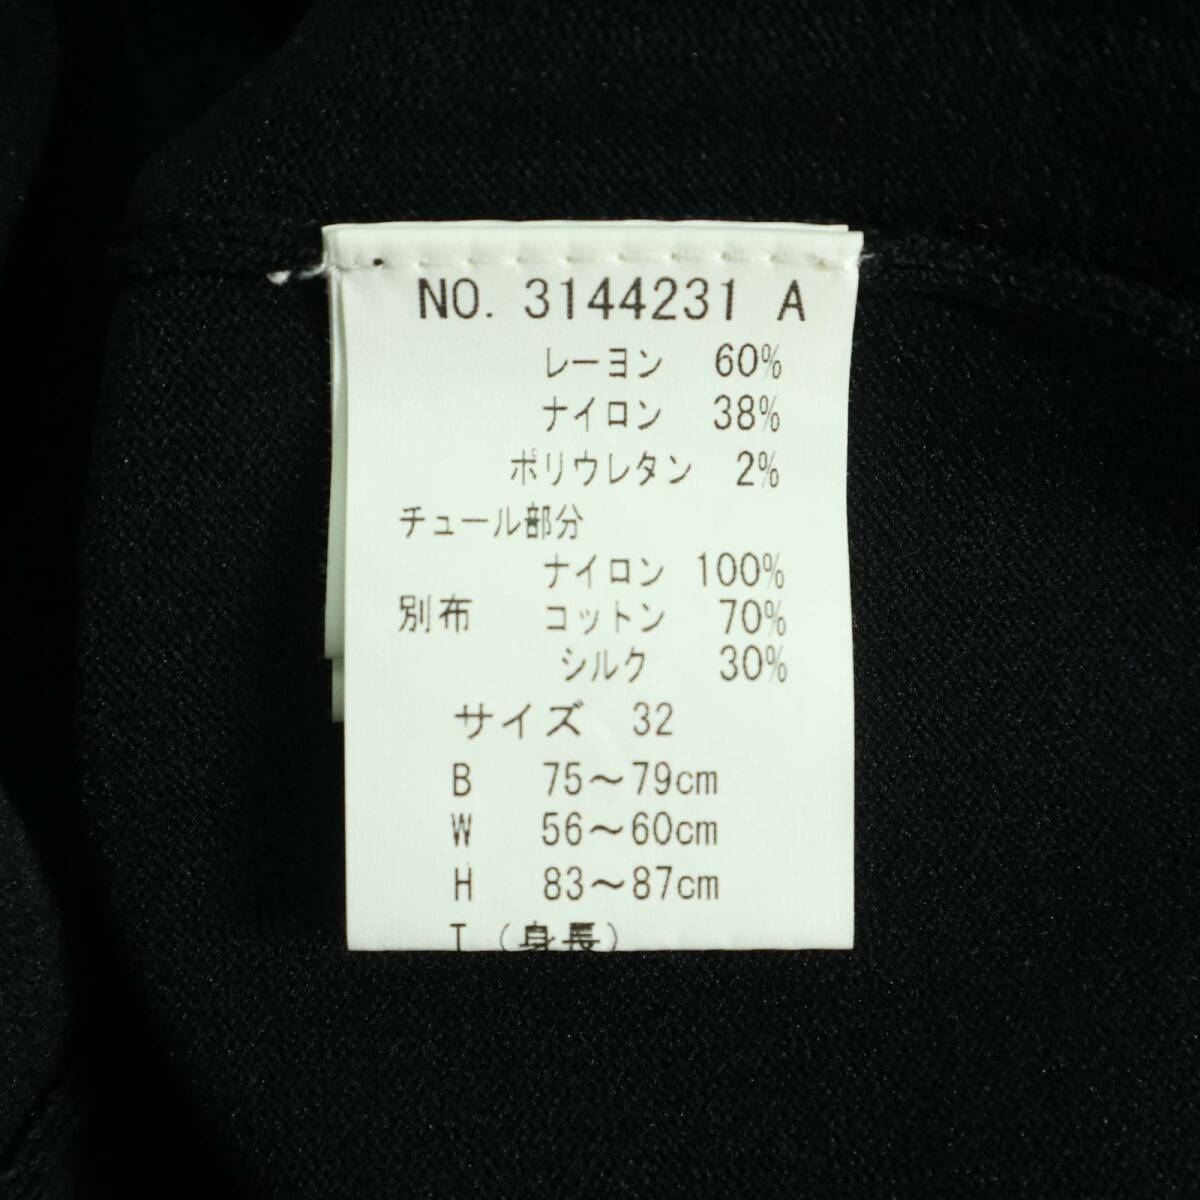 NO. 3144231 A
レーヨン 60%
ナイロン 38%
ポリウレタン 2%
チュール部分
ナイロン 100%
別布 コットン 70%
シルク 30%
サイズ 32
B 75～79cm
W 56～60cm
H 83～87cm
T (身長)